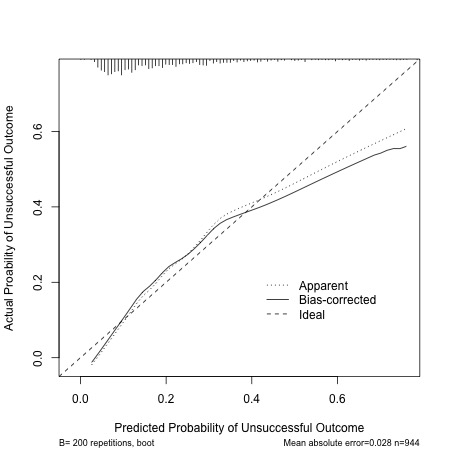 Actual Proability of Unsuccessful Outcome
0.6
0.4
0.2
0.0
Apparent
Bias-corrected
Ideal
0.0 0.2 0.4 0.6
Predicted Probability of Unsuccessful Outcome
B= 200 repetitions, boot Mean absolute error=0.028 n=944